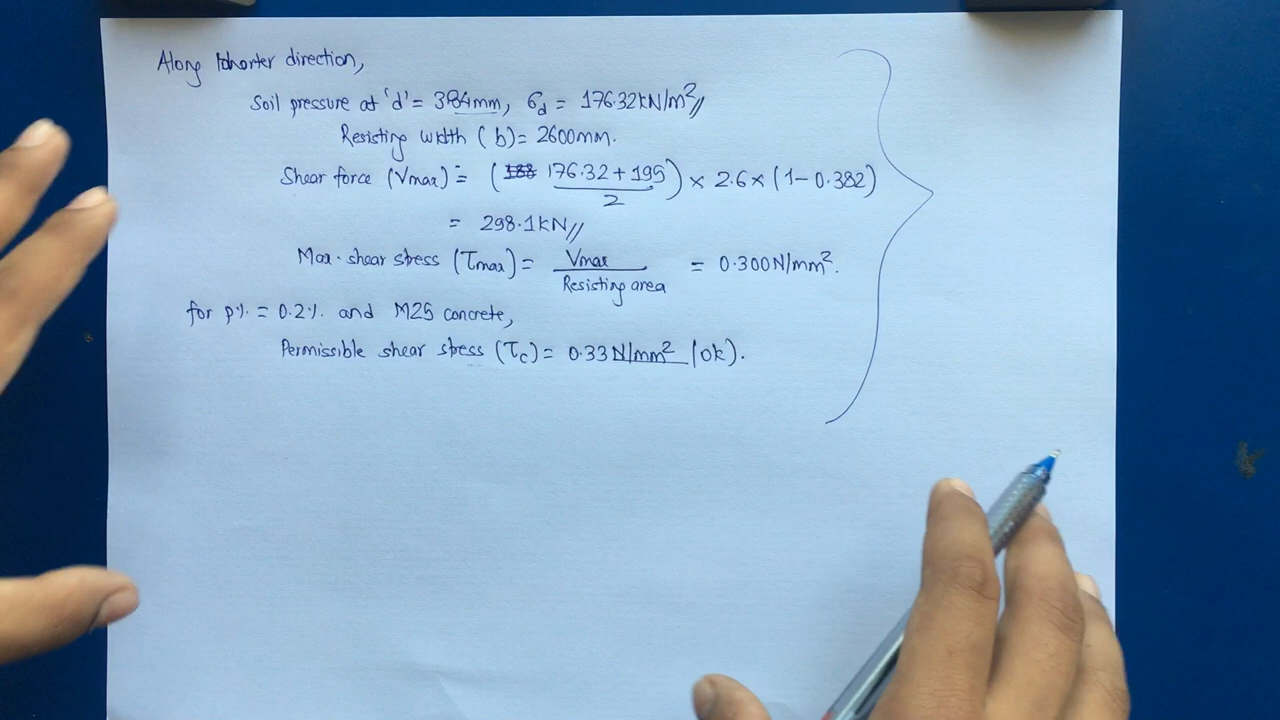 Along shorter direction,
Soil pressure at 'd' = 384mm, σd = 176.32kN/m²//
Resisting width (b) = 2600mm.
Shear force (Vmax) = (176.32 + 195 / 2) × 2.6 × (1 - 0.382)
= 298.1kN//
Max. shear stress (τmax) = Vmax / Resisting area = 0.300N/mm².
for p% = 0.2% and M25 concrete,
Permissible shear stress (τc) = 0.33N/mm² (ok).